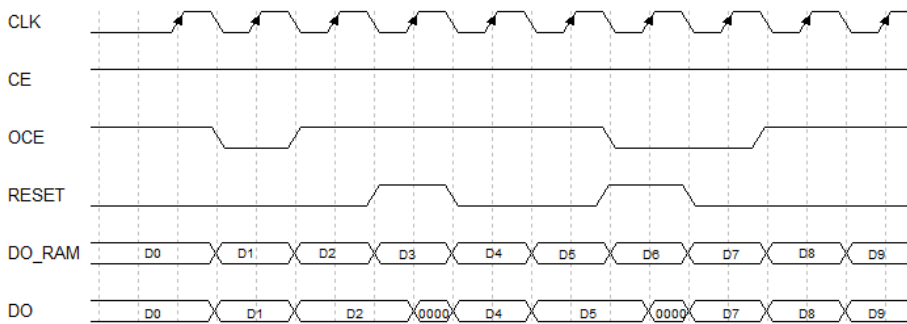 CLK
CE
OCE
RESET
DO_RAM D0 D1 D2 D3 D4 D5 D6 D7 D8 D9
DO D0 D1 D2 0000 D4 D5 0000 D7 D8 D9